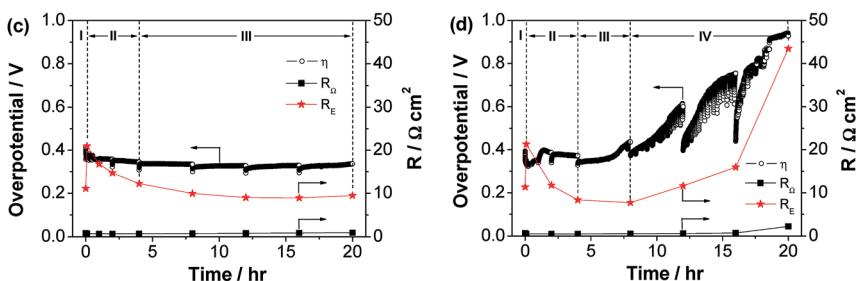 (c)
I II III
1.0
0.8
0.6
0.4
0.2
0.0
Overpotential / V
50
40
30
20
10
0
R / Ω cm²
η
R_Ω
R_E
0 5 10 15 20
Time / hr
(d)
I II III IV
1.0
0.8
0.6
0.4
0.2
0.0
Overpotential / V
50
40
30
20
10
0
R / Ω cm²
η
R_Ω
R_E
0 5 10 15 20
Time / hr